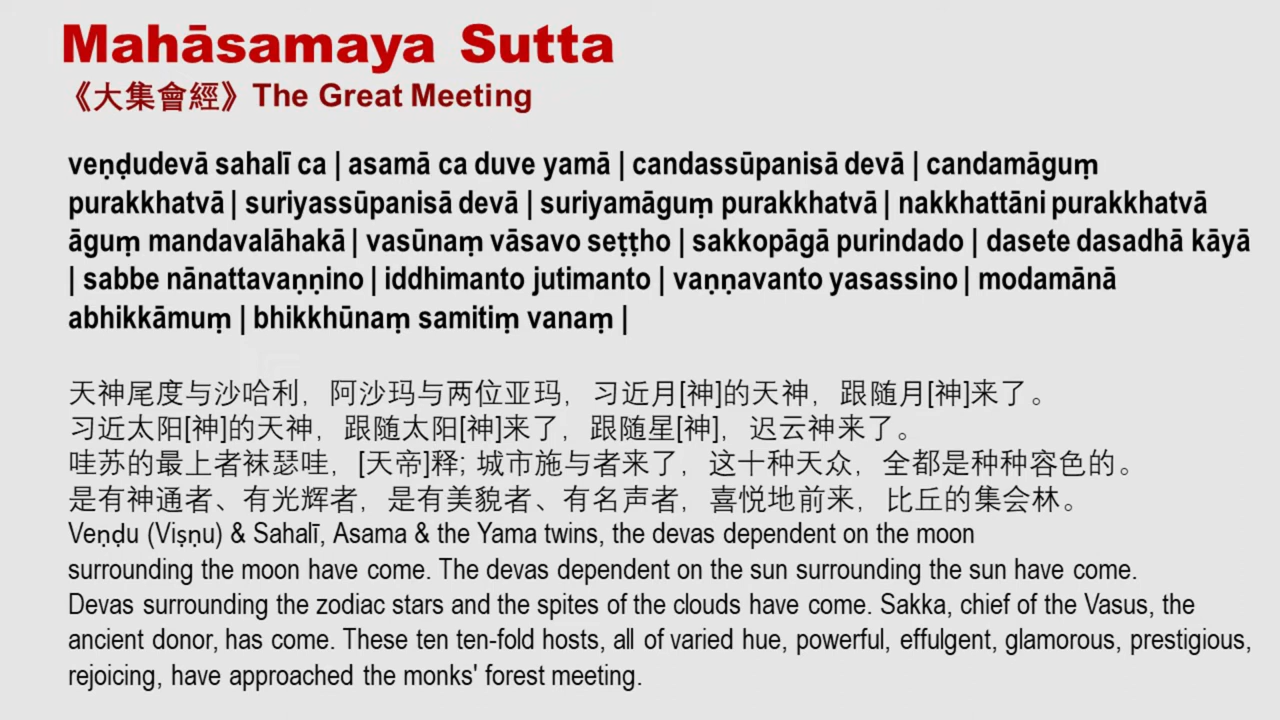 Mahāsamaya Sutta
《大集會經》The Great Meeting
veṇḍudevā sahalī ca | asamā ca duve yamā | candassūpanisā devā | candamāguṃ
purakkhatvā | suriyassūpanisā devā | suriyamāguṃ purakkhatvā | nakkhattāni purakkhatvā
āguṃ mandavalāhakā | vasūnaṃ vāsavo seṭṭho | sakkopāgā purindado | dasete dasadhā kāyā
| sabbe nānattavaṇṇino | iddhimanto jutimanto | vaṇṇavanto yasassino | modamānā
abhikkāmuṃ | bhikkhūnaṃ samitiṃ vanaṃ |
天神尾度与沙哈利，阿沙玛与两位亚玛，习近月[神]的天神，跟随月[神]来了。
习近太阳[神]的天神，跟随太阳[神]来了，跟随星[神]，迟云神来了。
哇苏的最上者袜瑟哇，[天帝]释; 城市施与者来了，这十种天众，全都是种种容色的。
是有神通者、有光辉者，是有美貌者、有名声者，喜悦地前来，比丘的集会林。
Veṇḍu (Viṣṇu) & Sahalī, Asama & the Yama twins, the devas dependent on the moon
surrounding the moon have come. The devas dependent on the sun surrounding the sun have come.
Devas surrounding the zodiac stars and the spites of the clouds have come. Sakka, chief of the Vasus, the
ancient donor, has come. These ten ten-fold hosts, all of varied hue, powerful, effulgent, glamorous, prestigious,
rejoicing, have approached the monks' forest meeting.